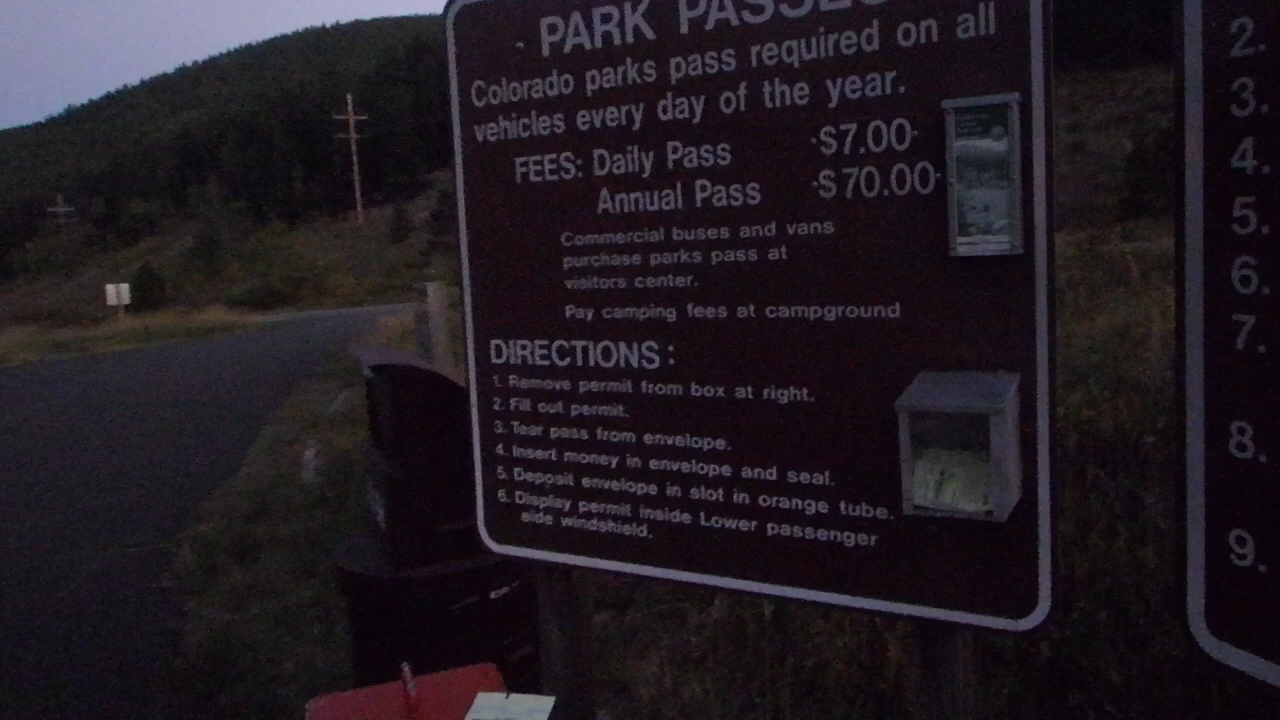 PARK PASSES
Colorado parks pass required on all
vehicles every day of the year.
FEES: Daily Pass $7.00
Annual Pass $70.00
Commercial buses and vans
purchase parks pass at
visitors center.
Pay camping fees at campground
DIRECTIONS:
1. Remove permit from box at right.
2. Fill out permit.
3. Tear pass from envelope.
4. Insert money in envelope and seal.
5. Deposit envelope in slot in orange tube.
6. Display permit inside Lower passenger
side windshield.
2.
3.
4.
5.
6.
7.
8.
9.